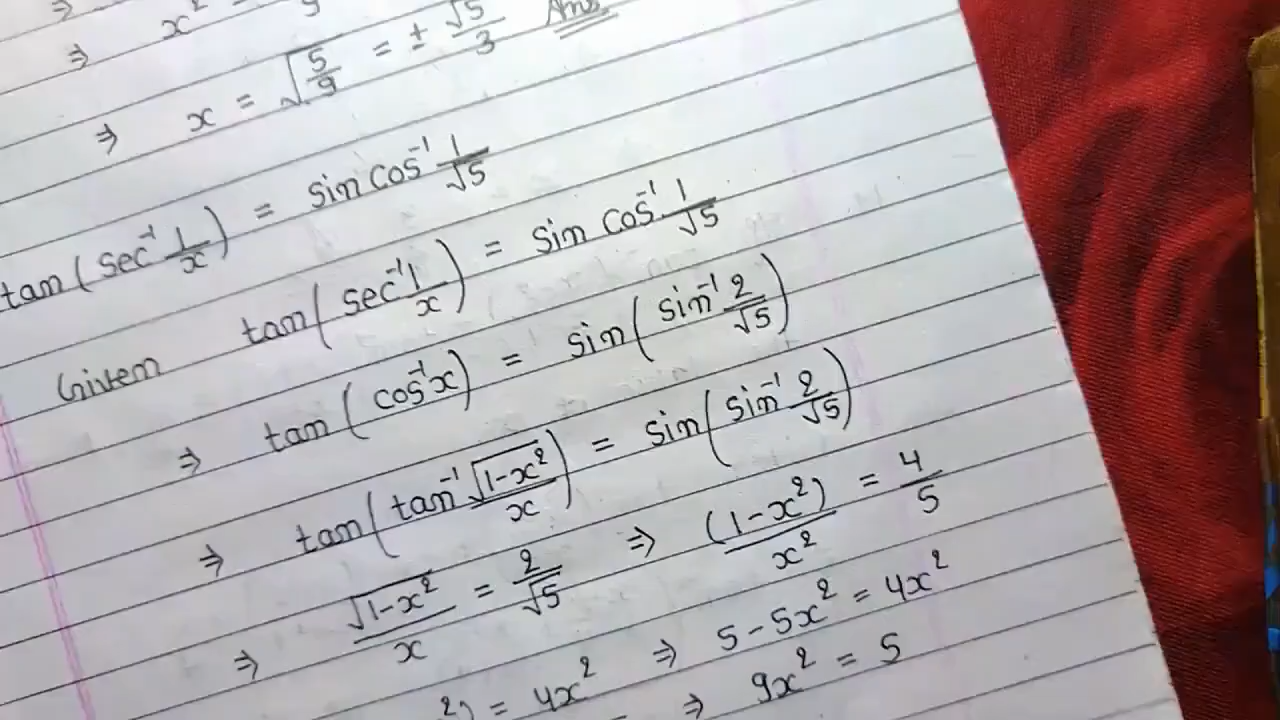 ⇒ x² =
⇒ x = √(5/9) = ± √5/3 Ans
tan(sec⁻¹ 1/x) = sin cos⁻¹ 1/√5
Given tan(sec⁻¹ 1/x) = sin cos⁻¹ 1/√5
⇒ tan(cos⁻¹x) = sin(sin⁻¹ 2/√5)
⇒ tan(tan⁻¹ √(1-x²)/x) = sin(sin⁻¹ 2/√5)
⇒ √(1-x²)/x = 2/√5 ⇒ (1-x²)/x² = 4/5
²) = 4x² ⇒ 5-5x² = 4x²
⇒ 9x² = 5